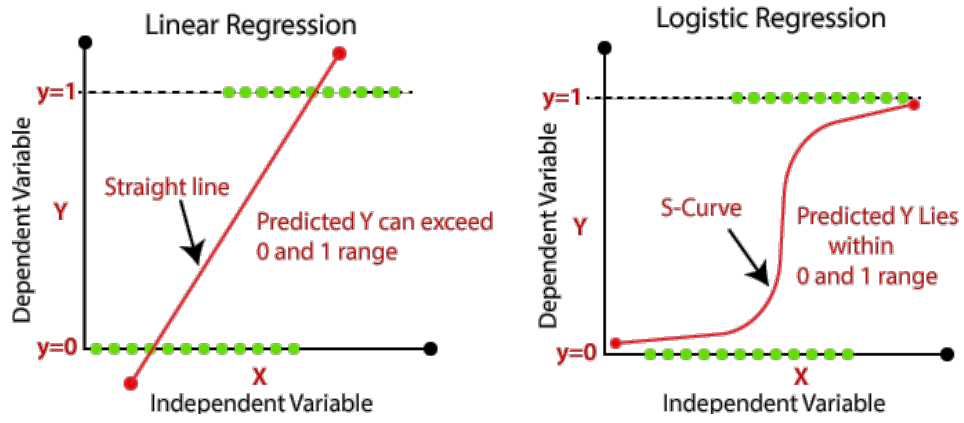 Linear Regression
y=1
Dependent Variable
Y
Straight line
Predicted Y can exceed
0 and 1 range
y=0
X
Independent Variable
Logistic Regression
y=1
Dependent Variable
Y
S-Curve
Predicted Y Lies
within
0 and 1 range
y=0
X
Independent Variable